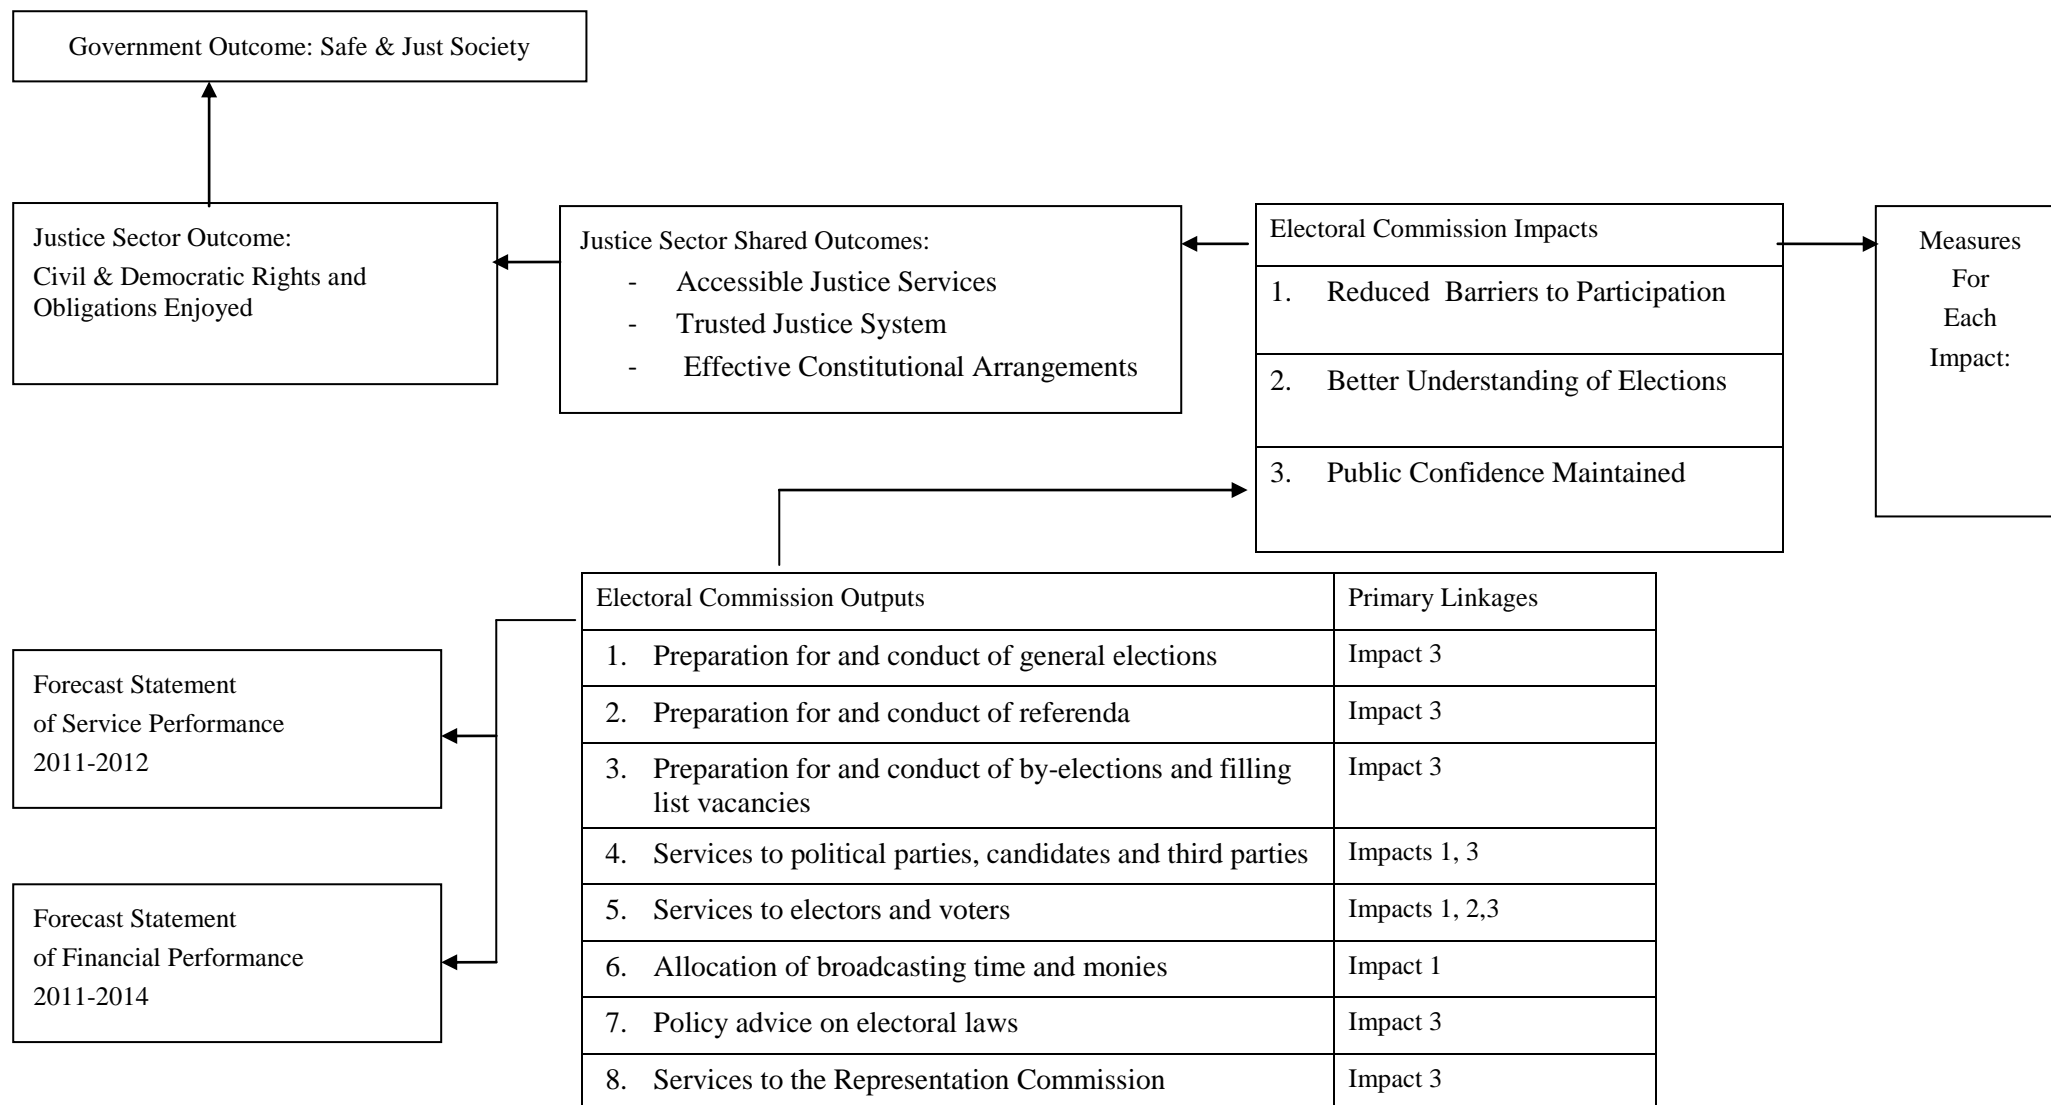 Government Outcome: Safe & Just Society
Justice Sector Outcome:
Civil & Democratic Rights and
Obligations Enjoyed
Justice Sector Shared Outcomes:
- Accessible Justice Services
- Trusted Justice System
- Effective Constitutional Arrangements
Electoral Commission Impacts
1. Reduced Barriers to Participation
2. Better Understanding of Elections
3. Public Confidence Maintained
Measures
For
Each
Impact:
Electoral Commission Outputs Primary Linkages
1. Preparation for and conduct of general elections Impact 3
2. Preparation for and conduct of referenda Impact 3
3. Preparation for and conduct of by-elections and filling Impact 3
list vacancies
4. Services to political parties, candidates and third parties Impacts 1, 3
5. Services to electors and voters Impacts 1, 2,3
6. Allocation of broadcasting time and monies Impact 1
7. Policy advice on electoral laws Impact 3
8. Services to the Representation Commission Impact 3
Forecast Statement
of Service Performance
2011-2012
Forecast Statement
of Financial Performance
2011-2014